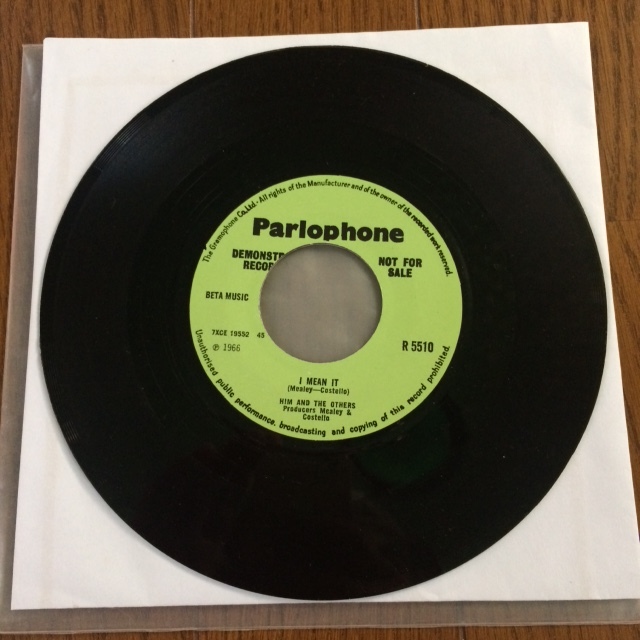 The Gramophone Co. Ltd. · All rights of the Manufacturer and of the owner of the recorded work reserved.
Parlophone
DEMONSTR
RECOR
NOT FOR
SALE
BETA MUSIC
7XCE 19552 45
℗ 1966
R 5510
I MEAN IT
(Mealey—Costello)
HIM AND THE OTHERS
Producers Mealey &
Costello
Unauthorised public performance, broadcasting and copying of this record prohibited.